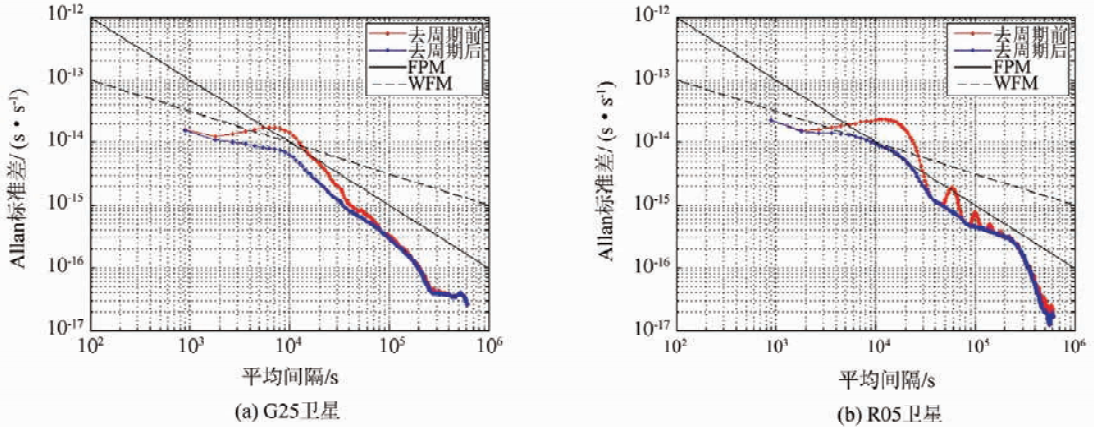 10⁻¹²
10⁻¹³
10⁻¹⁴
10⁻¹⁵
10⁻¹⁶
10⁻¹⁷
Allan标准差/ (s • s⁻¹)
去周期前
去周期后
FPM
WFM
10² 10³ 10⁴ 10⁵ 10⁶
平均间隔/s
(a) G25卫星
10⁻¹²
10⁻¹³
10⁻¹⁴
10⁻¹⁵
10⁻¹⁶
10⁻¹⁷
Allan标准差/ (s • s⁻¹)
去周期前
去周期后
FPM
WFM
10² 10³ 10⁴ 10⁵ 10⁶
平均间隔/s
(b) R05卫星